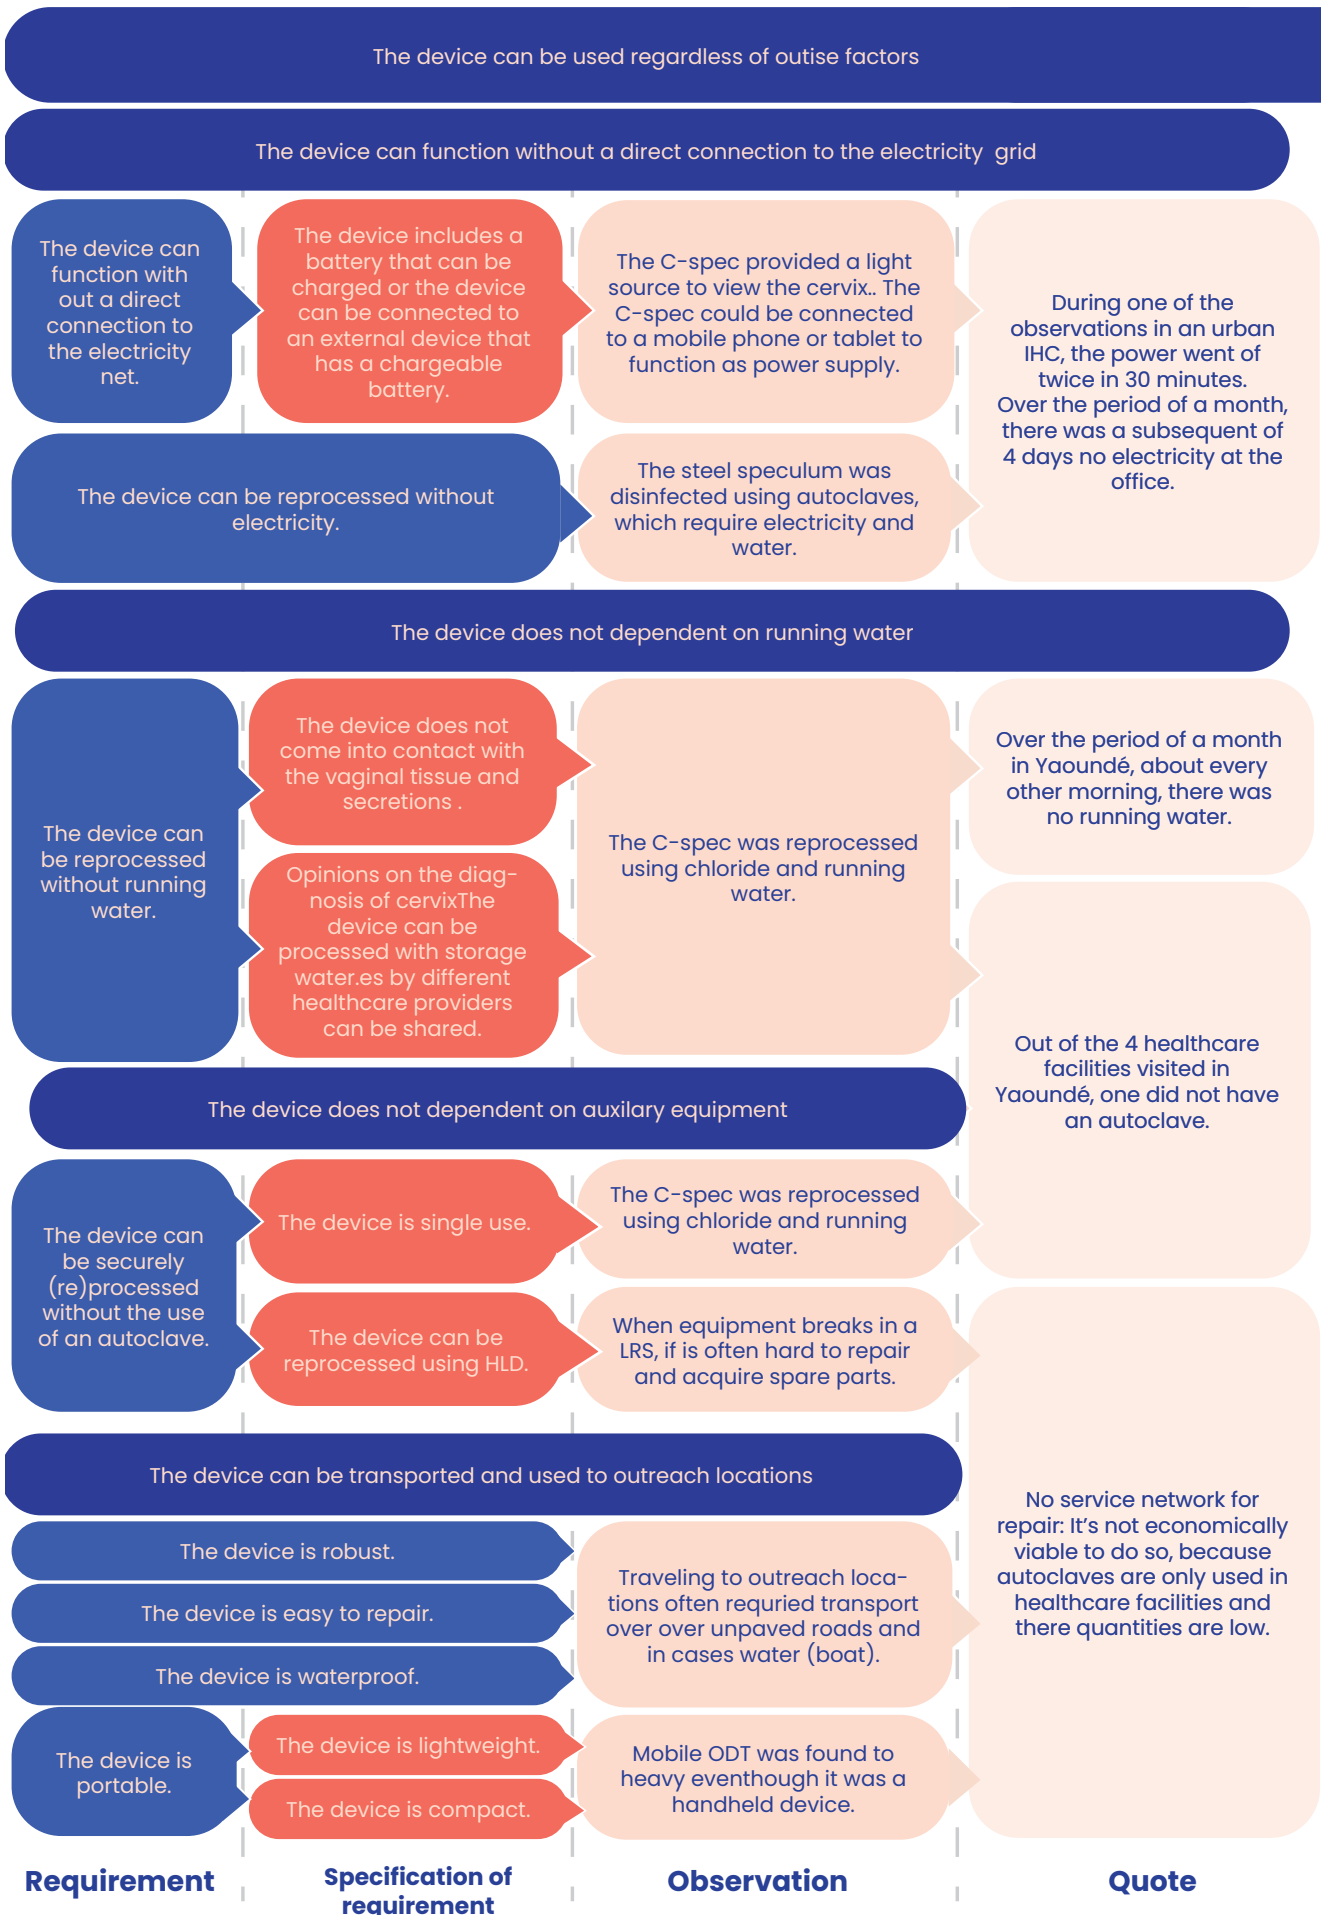 The device can be used regardless of outise factors
The device can function without a direct connection to the electricity grid
The device can
function with
out a direct
connection to
the electricity
net.
The device includes a
battery that can be
charged or the device
can be connected to
an external device that
has a chargeable
battery.
The C-spec provided a light
source to view the cervix.. The
C-spec could be connected
to a mobile phone or tablet to
function as power supply.
During one of the
observations in an urban
IHC, the power went of
twice in 30 minutes.
Over the period of a month,
there was a subsequent of
4 days no electricity at the
office.
The device can be reprocessed without
electricity.
The steel speculum was
disinfected using autoclaves,
which require electricity and
water.
The device does not dependent on running water
The device can
be reprocessed
without running
water.
The device does not
come into contact with
the vaginal tissue and
secretions .
Opinions on the diag-
nosis of cervixThe
device can be
processed with storage
water.es by different
healthcare providers
can be shared.
The C-spec was reprocessed
using chloride and running
water.
Over the period of a month
in Yaoundé, about every
other morning, there was
no running water.
Out of the 4 healthcare
facilities visited in
Yaoundé, one did not have
an autoclave.
The device does not dependent on auxilary equipment
The device can
be securely
(re)processed
without the use
of an autoclave.
The device is single use.
The device can be
reprocessed using HLD.
The C-spec was reprocessed
using chloride and running
water.
When equipment breaks in a
LRS, if is often hard to repair
and acquire spare parts.
No service network for
repair: It's not economically
viable to do so, because
autoclaves are only used in
healthcare facilities and
there quantities are low.
The device can be transported and used to outreach locations
The device is robust.
The device is easy to repair.
The device is waterproof.
Traveling to outreach loca-
tions often requried transport
over over unpaved roads and
in cases water (boat).
The device is
portable.
The device is lightweight.
The device is compact.
Mobile ODT was found to
heavy eventhough it was a
handheld device.
Requirement
Specification of
requirement
Observation
Quote